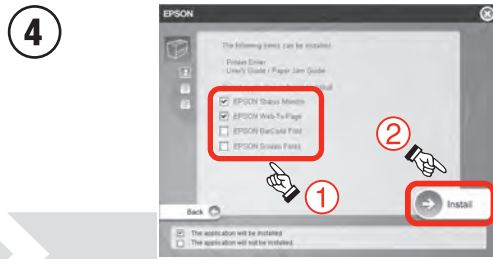 4
EPSON
The following items can be installed.
- Printer Driver
- User's Guide / Paper Jam Guide
EPSON Status Monitor
EPSON Web-To-Page
EPSON BarCode Font
EPSON Screen Fonts
1
2
Install
Back
The application will be installed.
The application will not be installed.